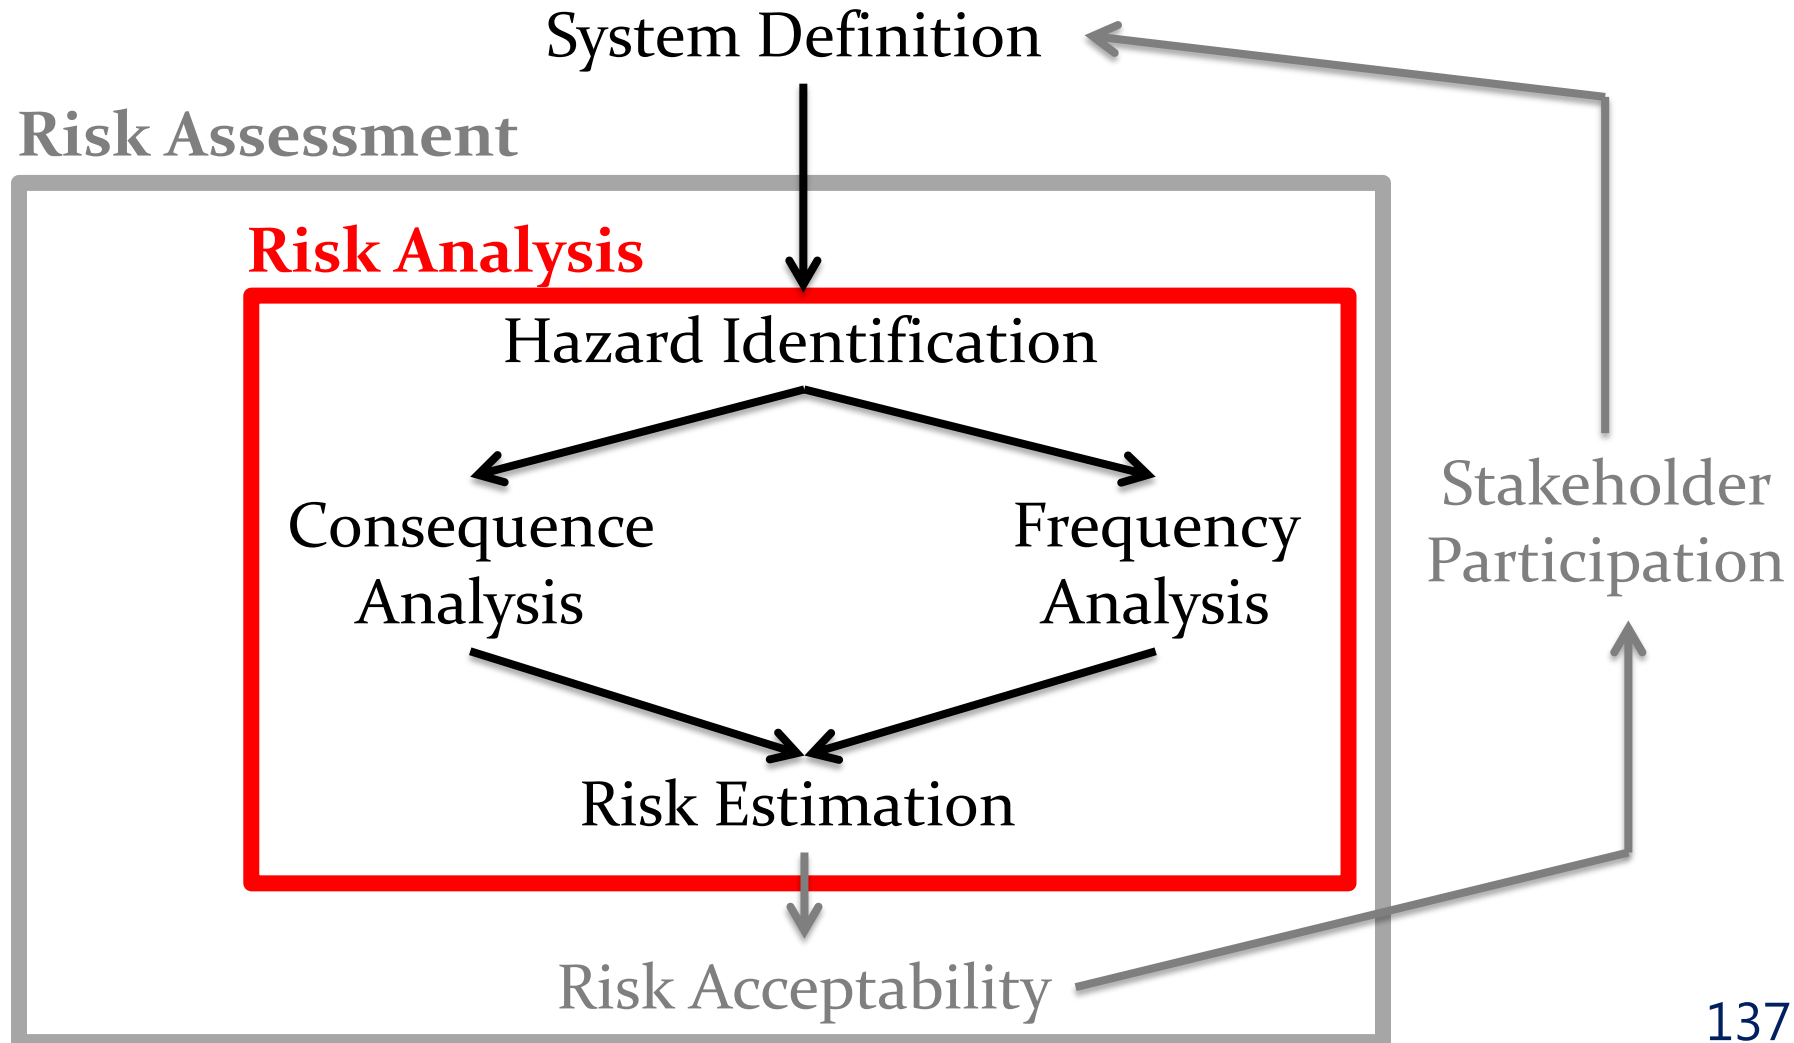 System Definition
Risk Assessment
Risk Analysis
Hazard Identification
Consequence
Analysis
Frequency
Analysis
Stakeholder
Participation
Risk Estimation
Risk Acceptability
137